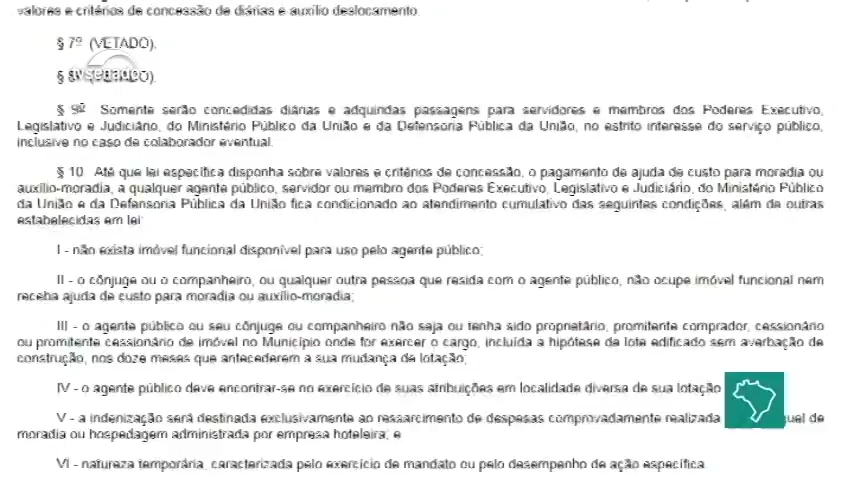 valores e critérios de concessão de diárias e auxílio deslocamento.
§ 7º (VETADO).
tvsenado
§ 8º (VETADO).
§ 9º Somente serão concedidas diárias e adquiridas passagens para servidores e membros dos Poderes Executivo,
Legislativo e Judiciário, do Ministério Público da União e da Defensoria Pública da União, no estrito interesse do serviço público,
inclusive no caso de colaborador eventual.
§ 10. Até que lei específica disponha sobre valores e critérios de concessão, o pagamento de ajuda de custo para moradia ou
auxílio-moradia, a qualquer agente público, servidor ou membro dos Poderes Executivo, Legislativo e Judiciário, do Ministério Público
da União e da Defensoria Pública da União fica condicionado ao atendimento cumulativo das seguintes condições, além de outras
estabelecidas em lei:
I - não exista imóvel funcional disponível para uso pelo agente público;
II - o cônjuge ou o companheiro, ou qualquer outra pessoa que resida com o agente público, não ocupe imóvel funcional nem
receba ajuda de custo para moradia ou auxílio-moradia;
III - o agente público ou seu cônjuge ou companheiro não seja ou tenha sido proprietário, promitente comprador, cessionário
ou promitente cessionário de imóvel no Município onde for exercer o cargo, incluída a hipótese de lote edificado sem averbação de
construção, nos doze meses que antecederem a sua mudança de lotação;
IV - o agente público deve encontrar-se no exercício de suas atribuições em localidade diversa de sua lotação
V - a indenização será destinada exclusivamente ao ressarcimento de despesas comprovadamente realizada uel de
moradia ou hospedagem administrada por empresa hoteleira; e
VI - natureza temporária, caracterizada pelo exercício de mandato ou pelo desempenho de ação específica.